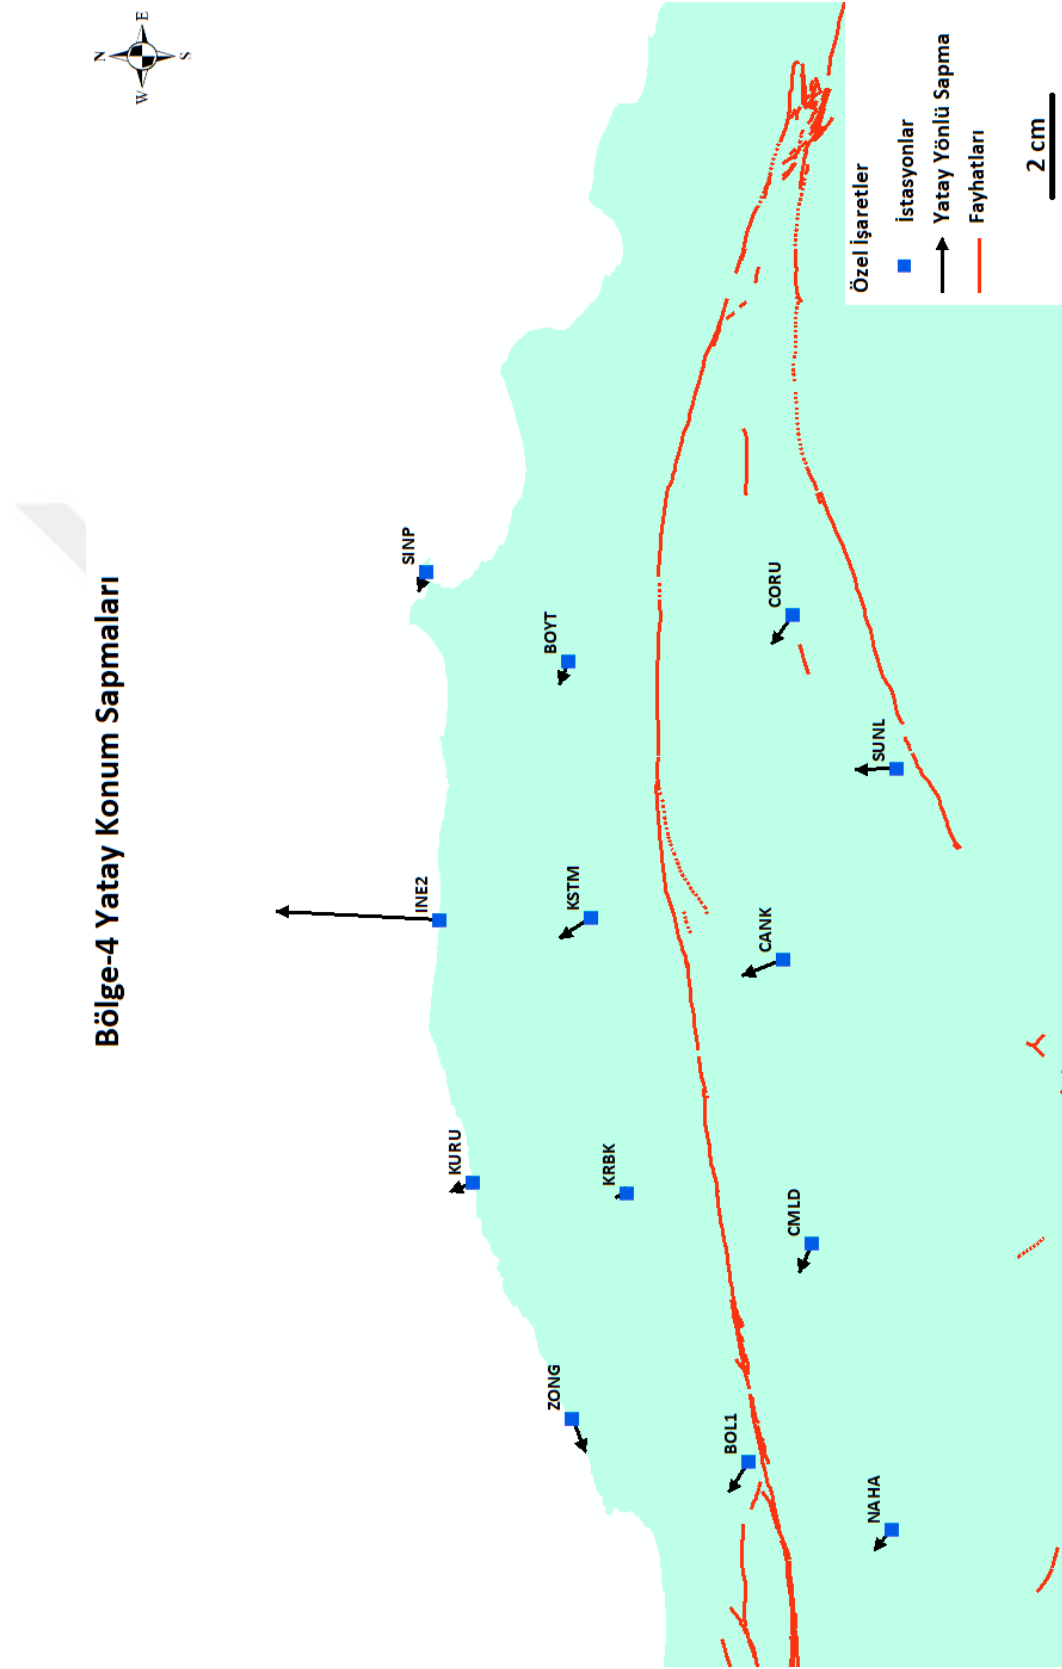 Bölge-4 Yatay Konum Sapmaları
N
W
E
S
ZONG
KURU
INE2
SINP
BOYT
KSTM
KRBK
BOL1
CMLD
CANK
CORU
NAHA
SUNL
Özel İşaretler
İstasyonlar
Yatay Yönlü Sapma
Fayhatları
2 cm